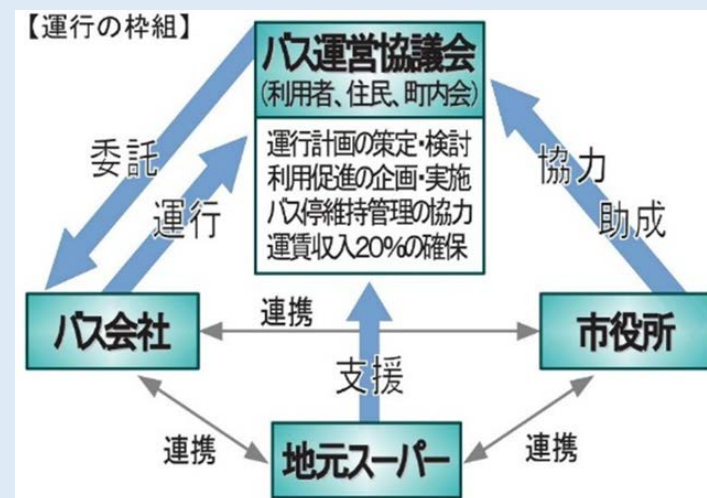 【運行の枠組】
バス運営協議会
(利用者、住民、町内会)
運行計画の策定・検討
利用促進の企画・実施
バス停維持管理の協力
運賃収入20%の確保
委託
運行
協力
助成
バス会社
連携
市役所
支援
連携
地元スーパー
連携